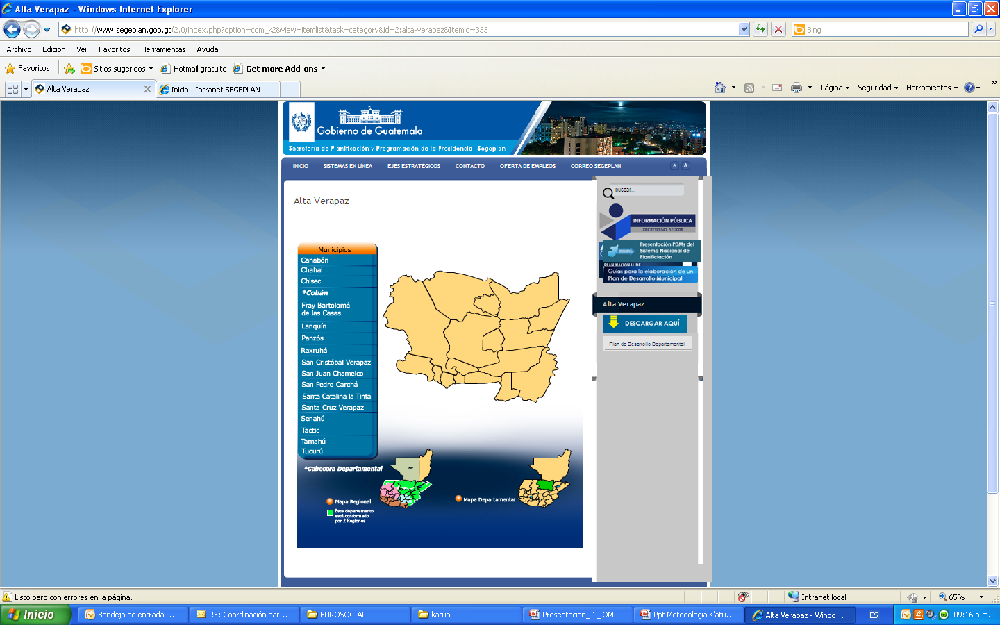 Alta Verapaz - Windows Internet Explorer
http://www.segeplan.gob.gt/2.0/index.php?option=com_k2&view=itemlist&task=category&id=2:alta-verapaz&Itemid=333
Bing
Archivo Edición Ver Favoritos Herramientas Ayuda
Favoritos Sitios sugeridos Hotmail gratuito Get more Add-ons
Alta Verapaz Inicio - Intranet SEGEPLAN Página Seguridad Herramientas
Gobierno de Guatemala
Secretaría de Planificación y Programación de la Presidencia -Segeplan-
INICIO SISTEMAS EN LÍNEA EJES ESTRATÉGICOS CONTACTO OFERTA DE EMPLEOS CORREO SEGEPLAN A A
Alta Verapaz
Municipios
Cahabón
Chahal
Chisec
*Cobán
Fray Bartolomé
de las Casas
Lanquín
Panzós
Raxruhá
San Cristóbal Verapaz
San Juan Chamelco
San Pedro Carchá
Santa Catalina la Tinta
Santa Cruz Verapaz
Senahú
Tactic
Tamahú
Tucurú
*Cabecera Departamental
Mapa Regional
Este departamento
está conformado
por 2 Regiones
Mapa Departamental
buscar...
INFORMACIÓN PÚBLICA
DECRETO NO. 57-2008
Presentación PDMs del
Sistema Nacional de
Planificiación
PLAN NACIONAL DE
Guías para la elaboración de un
Plan de Desarrollo Municipal
Alta Verapaz
DESCARGAR AQUÍ
Plan de Desarrollo Departamental
Listo pero con errores en la página. Intranet local 65%
Inicio Bandeja de entrada -... RE: Coordinación par... EUROSOCIAL katun Presentacion_ 1_ OM Ppt Metodologia K'atu... Alta Verapaz - Windo... ES 09:16 a.m.